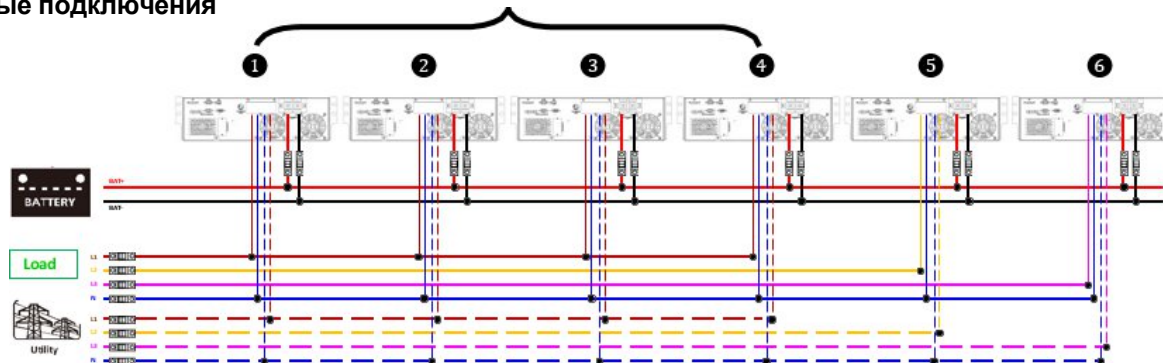 ые подключения
1 2 3 4 5 6
BAT+
BATTERY
BAT-
Load
L1
L2
L3
N
L1
L2
L3
N
Utility